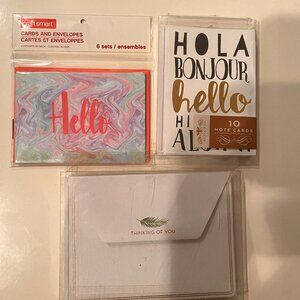 craftsmart
CARDS AND ENVELOPES
CARTES ET ENVELOPPES
6 sets / ensembles
Hello
HOLA
BONJOUR
hello
HI
10
NOTE CARDS
THINKING OF YOU